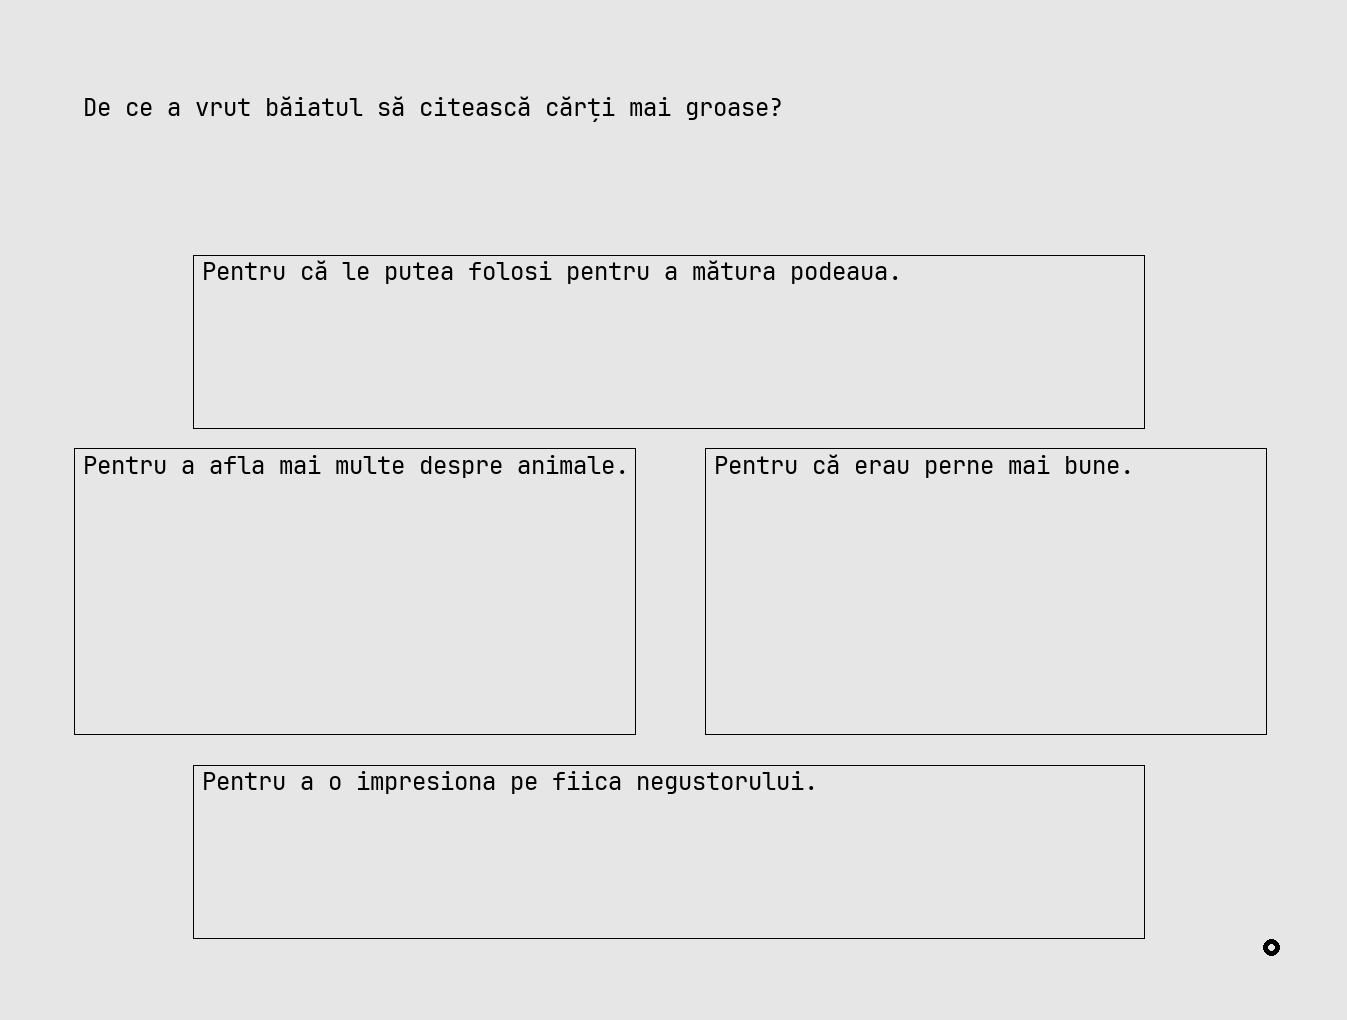 De ce a vrut băiatul să citească cărți mai groase?
Pentru că le putea folosi pentru a mătura podeaua.
Pentru a afla mai multe despre animale.
Pentru că erau perne mai bune.
Pentru a o impresiona pe fiica negustorului.